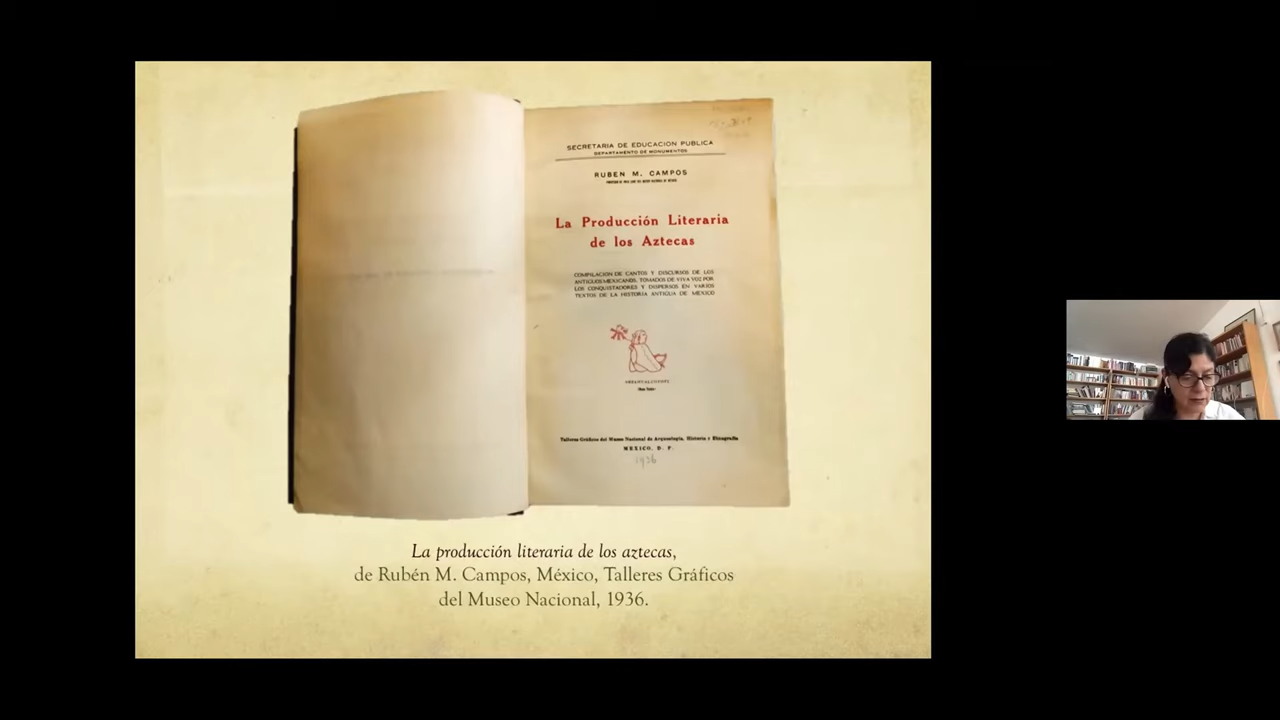 SECRETARIA DE EDUCACION PUBLICA
DEPARTAMENTO DE MONUMENTOS
RUBEN M. CAMPOS
La Producción Literaria
de los Aztecas
COMPILACION DE CANTOS Y DISCURSOS DE LOS
ANTIGUOS MEXICANOS, TOMADOS DE VIVA VOZ POR
LOS CONQUISTADORES Y DISPERSOS EN VARIOS
TEXTOS DE LA HISTORIA ANTIGUA DE MEXICO
Talleres Gráficos del Museo Nacional de Arqueología, Historia y Etnografía
MEXICO, D. F.
1936
La producción literaria de los aztecas,
de Rubén M. Campos, México, Talleres Gráficos
del Museo Nacional, 1936.